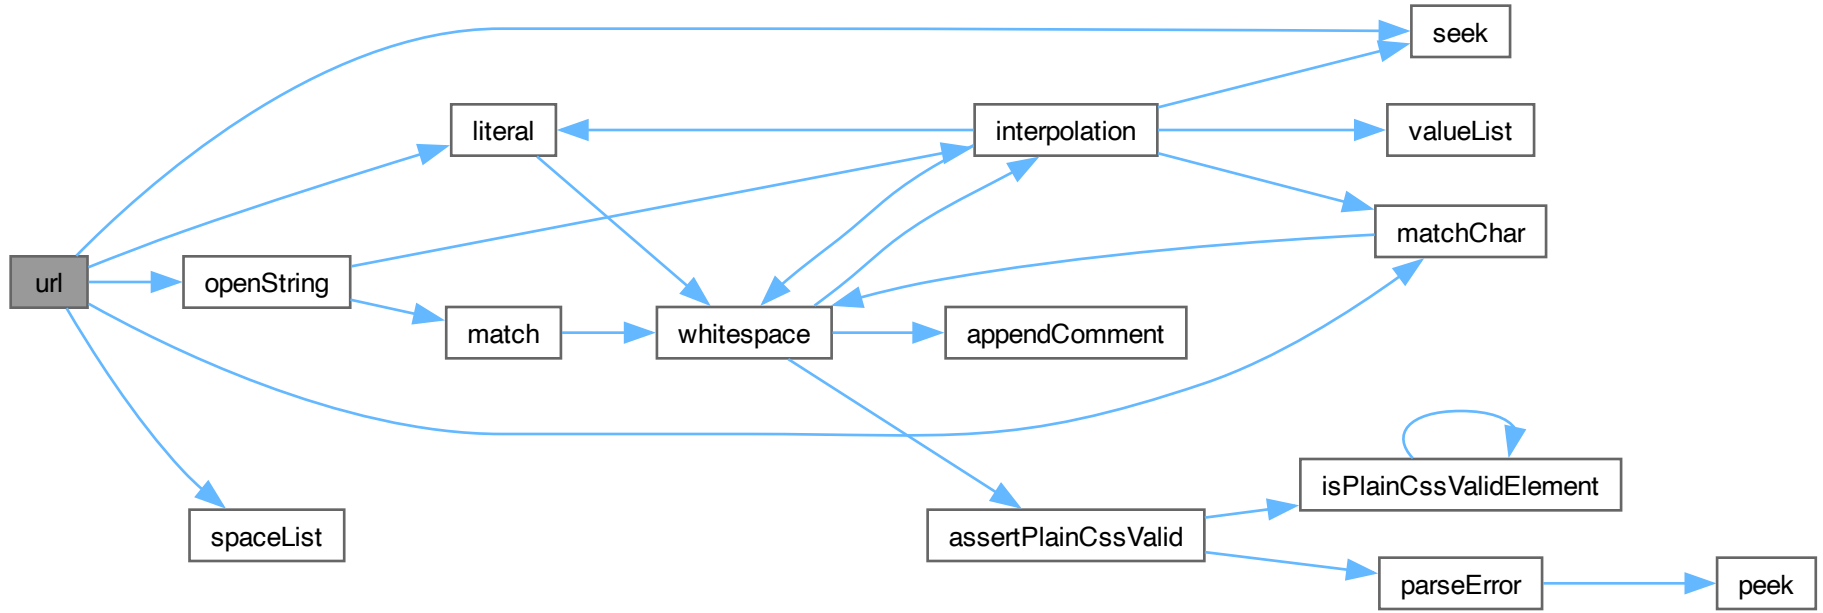 seek
literal
interpolation
valueList
matchChar
url
openString
match
whitespace
appendComment
isPlainCssValidElement
spaceList
assertPlainCssValid
parseError
peek